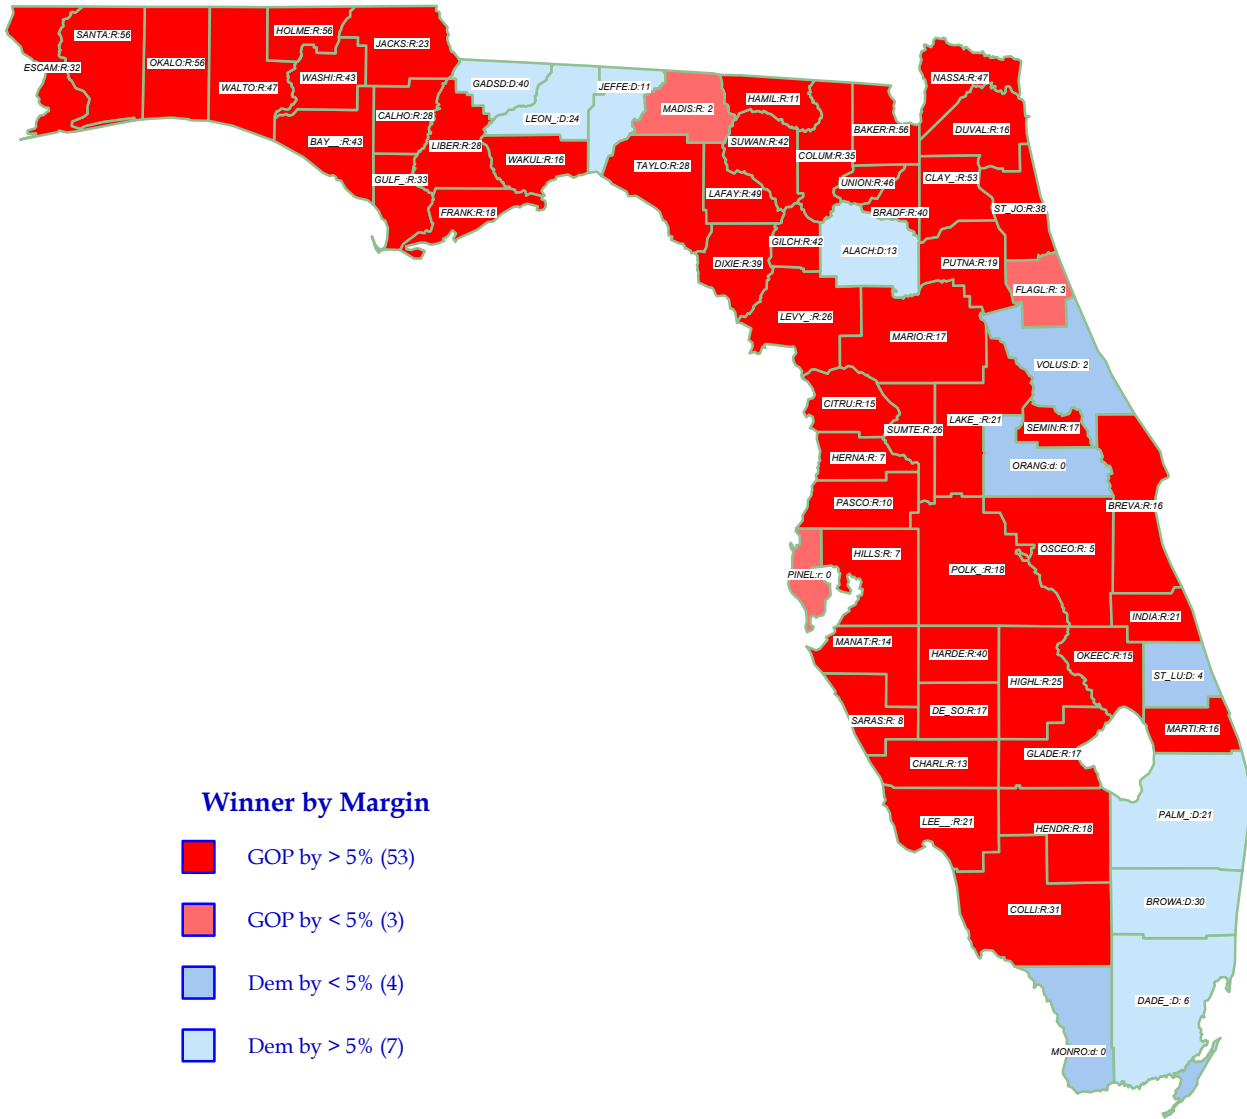 HOLME:R:56
SANTA:R:56
JACKS:R:23
OKALO:R:56
ESCAM:R:32
WASHI:R:43
WALTO:R:47
NASSA:R:47
GADSD:D:40
JEFFE:D:11
HAMIL:R:11
MADIS:R: 2
CALHO:R:28
LEON_:D:24
BAKER:R:56
DUVAL:R:16
BAY__:R:43
LIBER:R:28
SUWAN:R:42
WAKUL:R:16
COLUM:R:35
TAYLO:R:28
GULF_:R:33
UNION:R:46
CLAY_:R:53
LAFAY:R:49
FRANK:R:18
BRADF:R:40
ST_JO:R:38
GILCH:R:42
ALACH:D:13
DIXIE:R:39
PUTNA:R:19
FLAGL:R: 3
LEVY_:R:26
MARIO:R:17
VOLUS:D: 2
CITRU:R:15
LAKE_:R:21
SUMTE:R:26
SEMIN:R:17
HERNA:R: 7
ORANG:d: 0
PASCO:R:10
BREVA:R:16
HILLS:R: 7
OSCEO:R: 5
POLK_:R:18
PINEL:r: 0
INDIA:R:21
MANAT:R:14
HARDE:R:40
OKEEC:R:15
ST_LU:D: 4
HIGHL:R:25
DE_SO:R:17
SARAS:R: 8
MARTI:R:16
GLADE:R:17
CHARL:R:13
PALM_:D:21
LEE__:R:21
HENDR:R:18
BROWA:D:30
COLLI:R:31
DADE_:D: 6
MONRO:d: 0
Winner by Margin
GOP by > 5% (53)
GOP by < 5% (3)
Dem by < 5% (4)
Dem by > 5% (7)